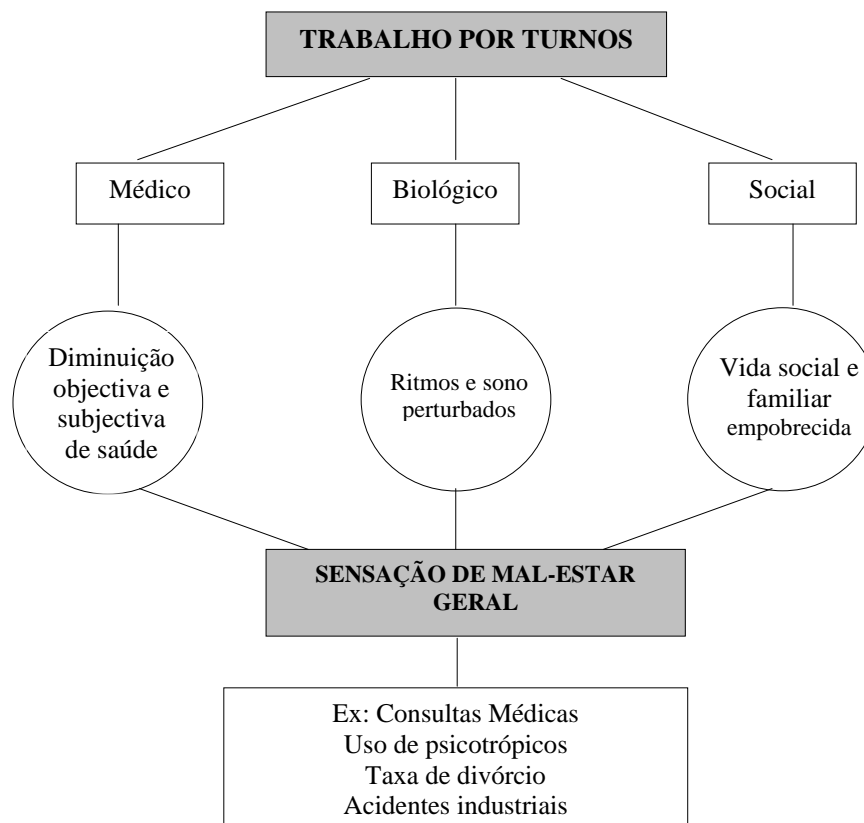 TRABALHO POR TURNOS
Médico
Biológico
Social
Diminuição
objectiva e
subjectiva
de saúde
Ritmos e sono
perturbados
Vida social e
familiar
empobrecida
SENSAÇÃO DE MAL-ESTAR
GERAL
Ex: Consultas Médicas
Uso de psicotrópicos
Taxa de divórcio
Acidentes industriais